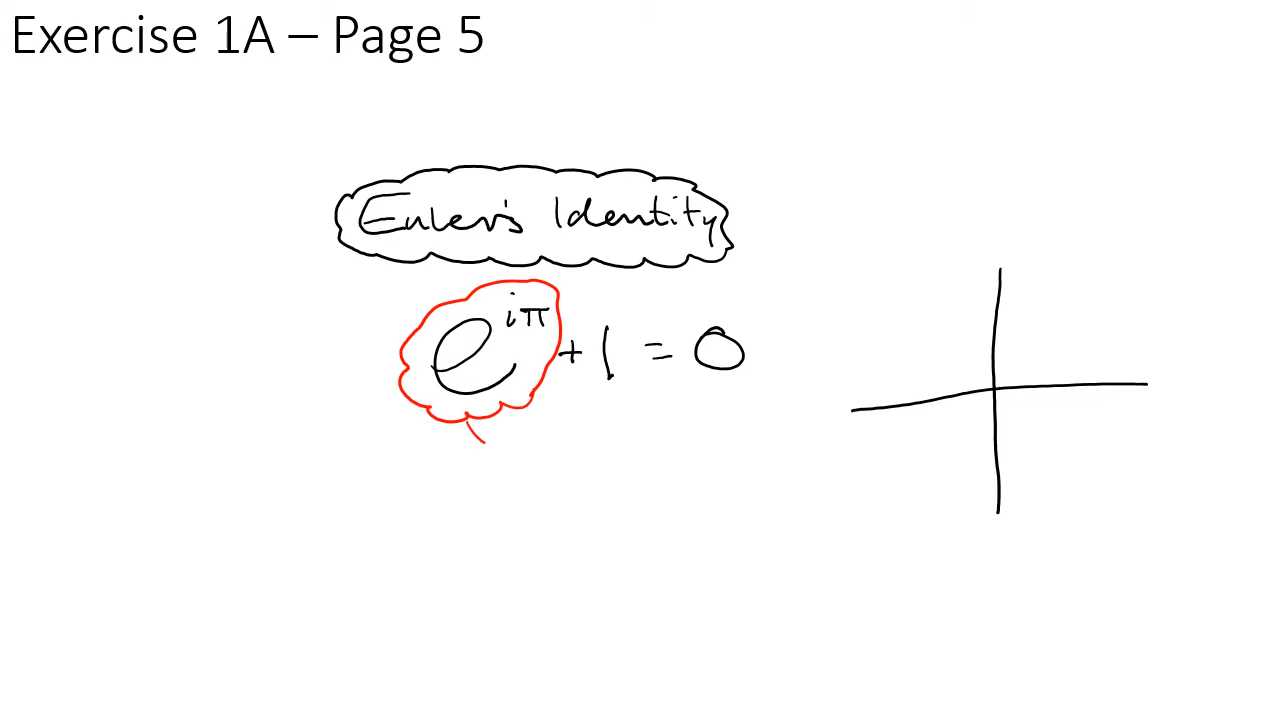 Exercise 1A – Page 5
Euler's Identity
e^{iπ} + 1 = 0